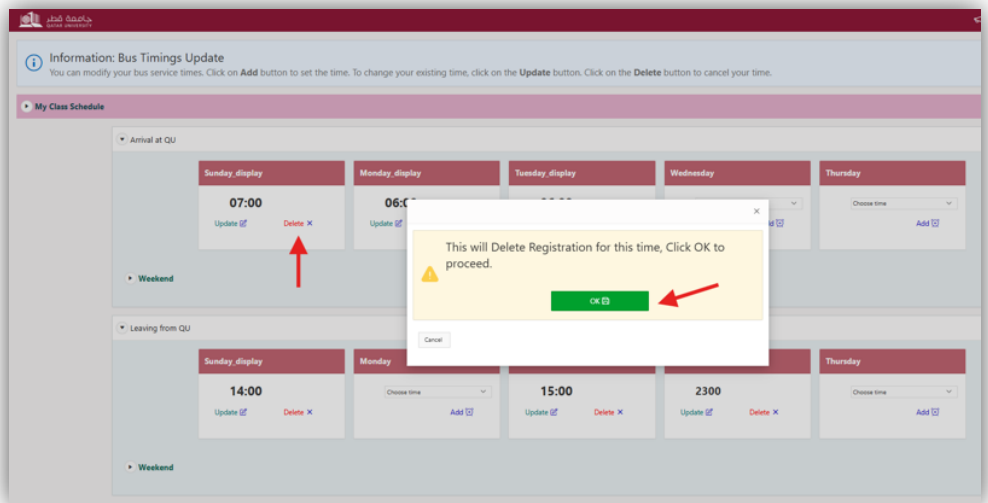 جامعة قطر
QATAR UNIVERSITY
Information: Bus Timings Update
You can modify your bus service times. Click on Add button to set the time. To change your existing time, click on the Update button. Click on the Delete button to cancel your time.
My Class Schedule
Arrival at QU
Sunday_display Monday_display Tuesday_display Wednesday Thursday
07:00 Choose time
Update Delete Update Add
This will Delete Registration for this time, Click OK to
proceed.
OK
Cancel
Weekend
Leaving from QU
Sunday_display Monday Thursday
14:00 Choose time 15:00 2300 Choose time
Update Delete Add Update Delete Update Delete Add
Weekend